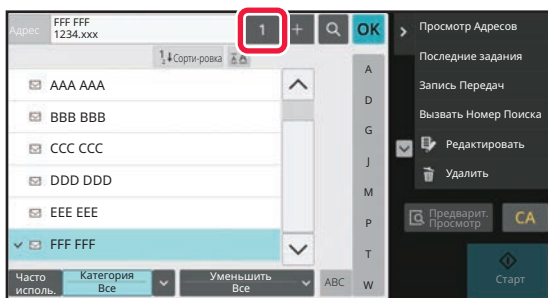 Адрес
FFF FFF
1234.xxx
1
+
OK
1 2 Сорти-ровка
AAA AAA
BBB BBB
CCC CCC
DDD DDD
EEE EEE
FFF FFF
A
D
G
J
M
P
T
W
Часто
исполь.
Категория
Все
Уменьшить
Все
ABC
Просмотр Адресов
Последние задания
Запись Передач
Вызвать Номер Поиска
Редактировать
Удалить
Предварит.
Просмотр
CA
Старт